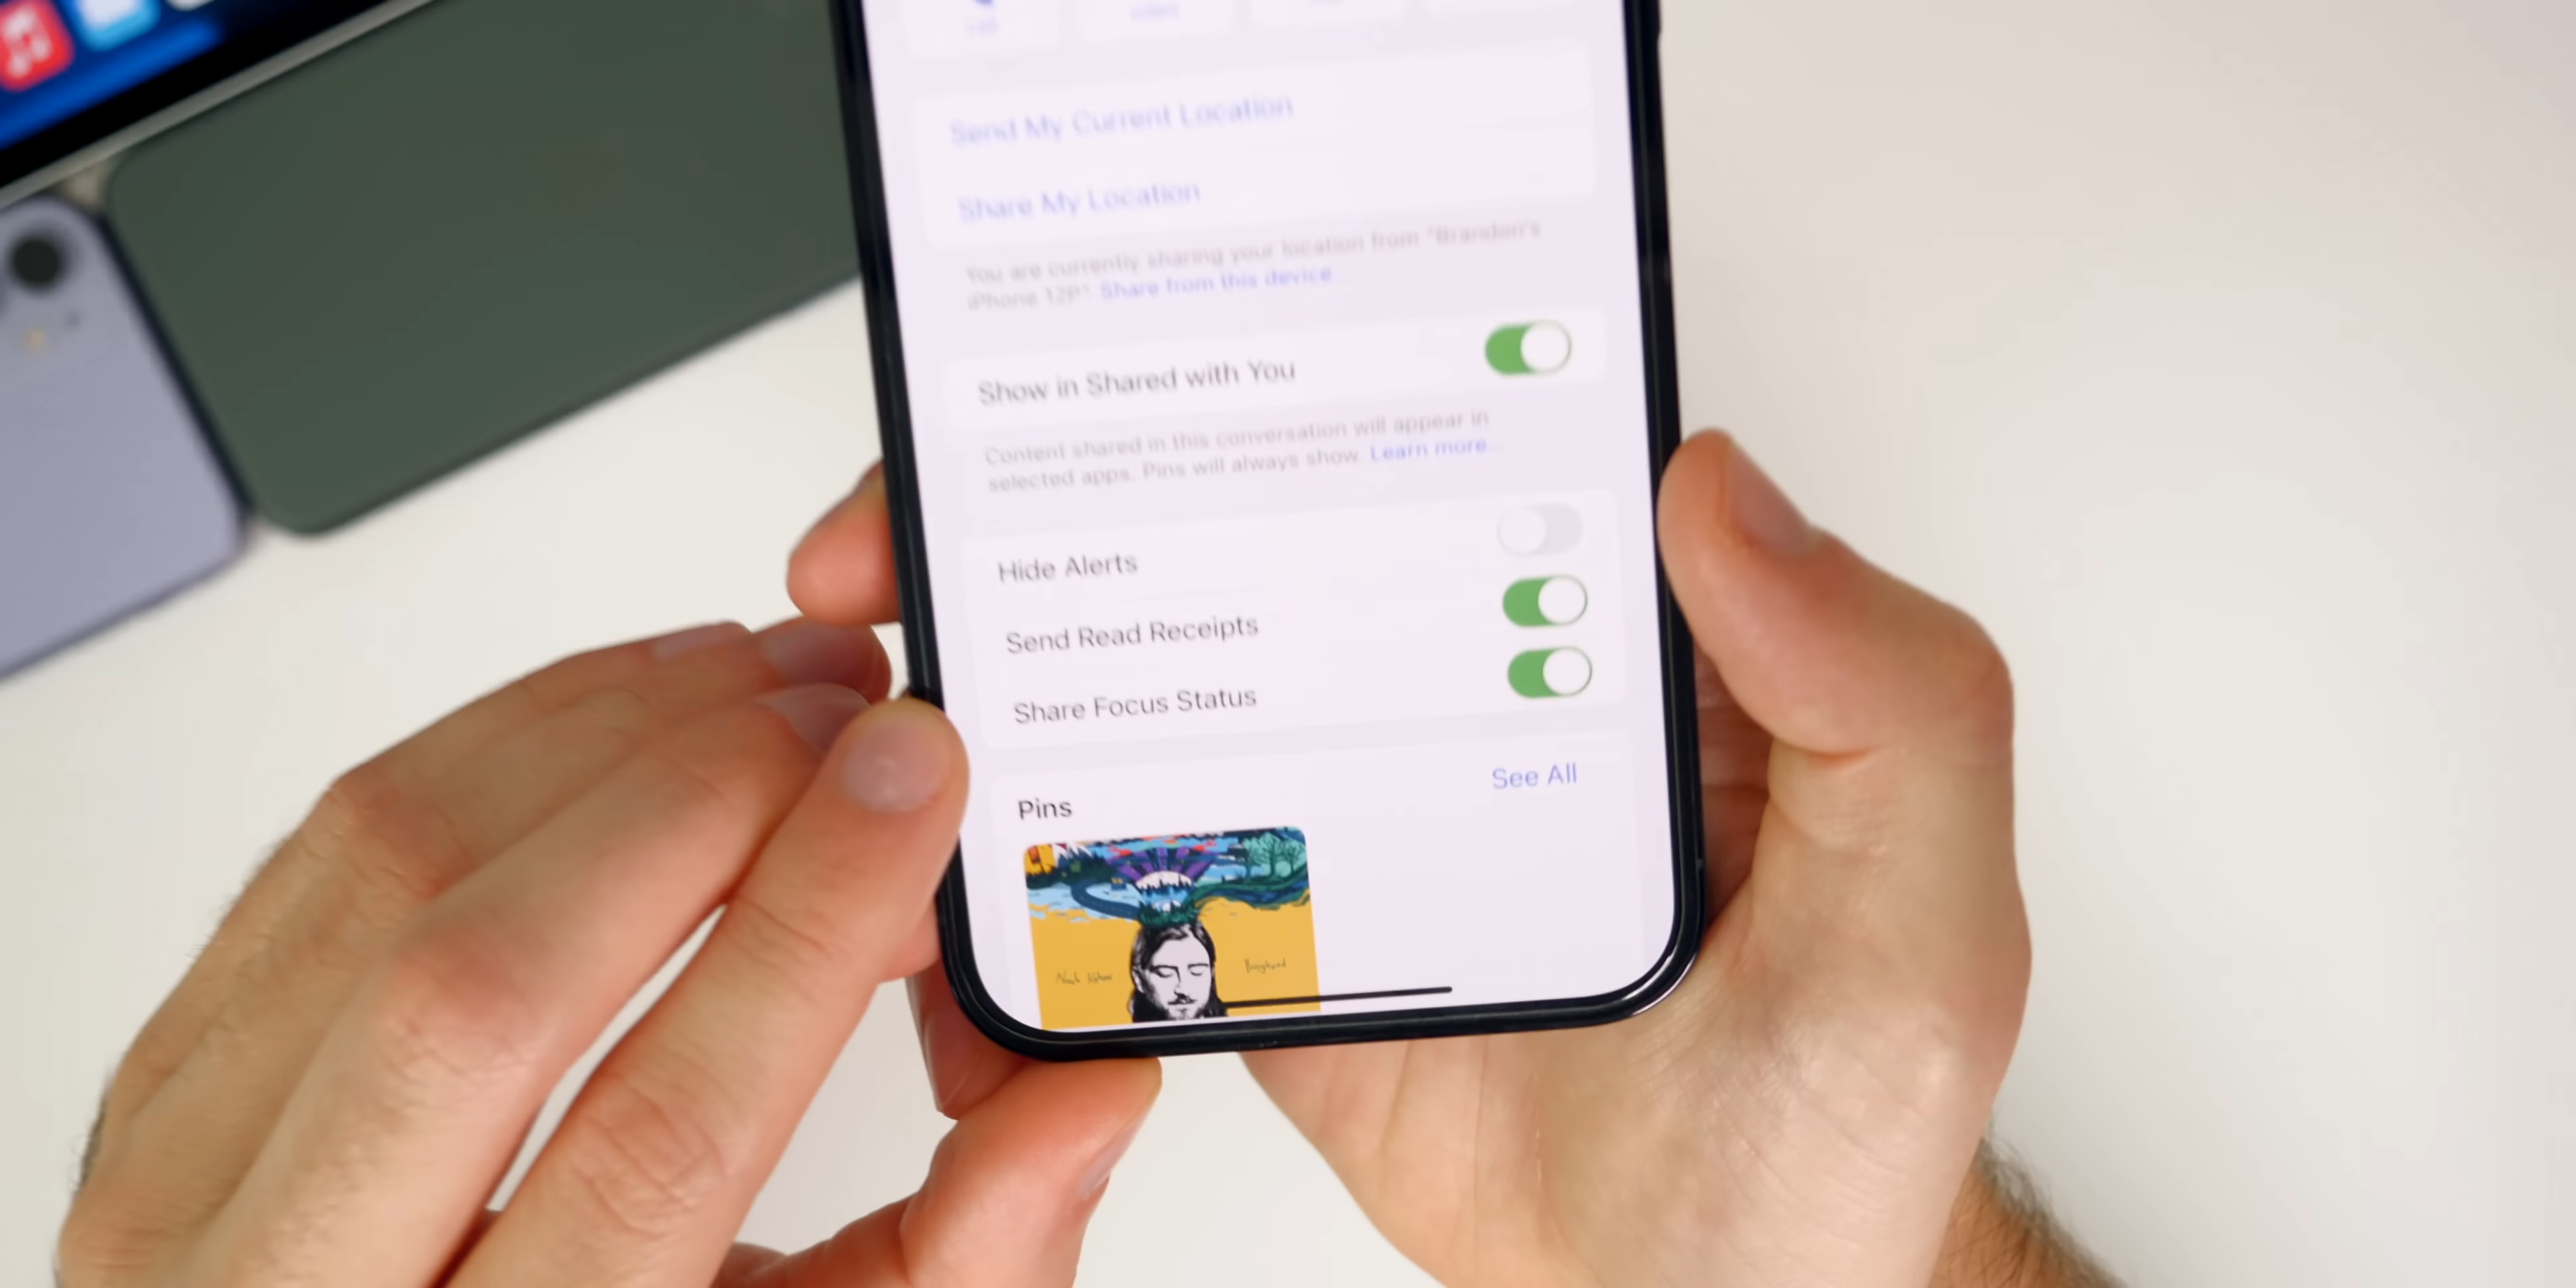 Send My Current Location
Share My Location
You are currently sharing your location from "Brandon's
iPhone 12P". Share from this device
Show in Shared with You
Content shared in this conversation will appear in
selected apps. Pins will always show. Learn more...
Hide Alerts
Send Read Receipts
Share Focus Status
Pins
See All